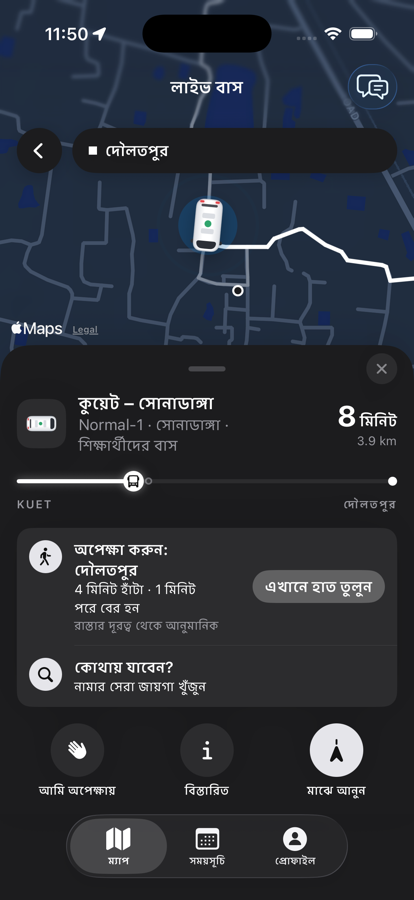 11:50
লাইভ বাস
দৌলতপুর
Maps Legal
কুয়েট – সোনাডাঙ্গা
Normal-1 · সোনাডাঙ্গা ·
শিক্ষার্থীদের বাস
8 মিনিট
3.9 km
KUET
দৌলতপুর
অপেক্ষা করুন:
দৌলতপুর
4 মিনিট হাঁটা · 1 মিনিট
পরে বের হন
রাস্তার দূরত্ব থেকে আনুমানিক
এখানে হাত তুলুন
কোথায় যাবেন?
নামার সেরা জায়গা খুঁজুন
আমি অপেক্ষায়
বিস্তারিত
মাঝে আনুন
ম্যাপ
সময়সূচি
প্রোফাইল